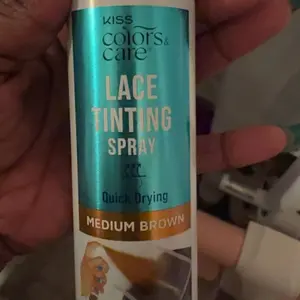 KISS
colors &
care
LACE
TINTING
SPRAY
Quick Drying
MEDIUM BROWN